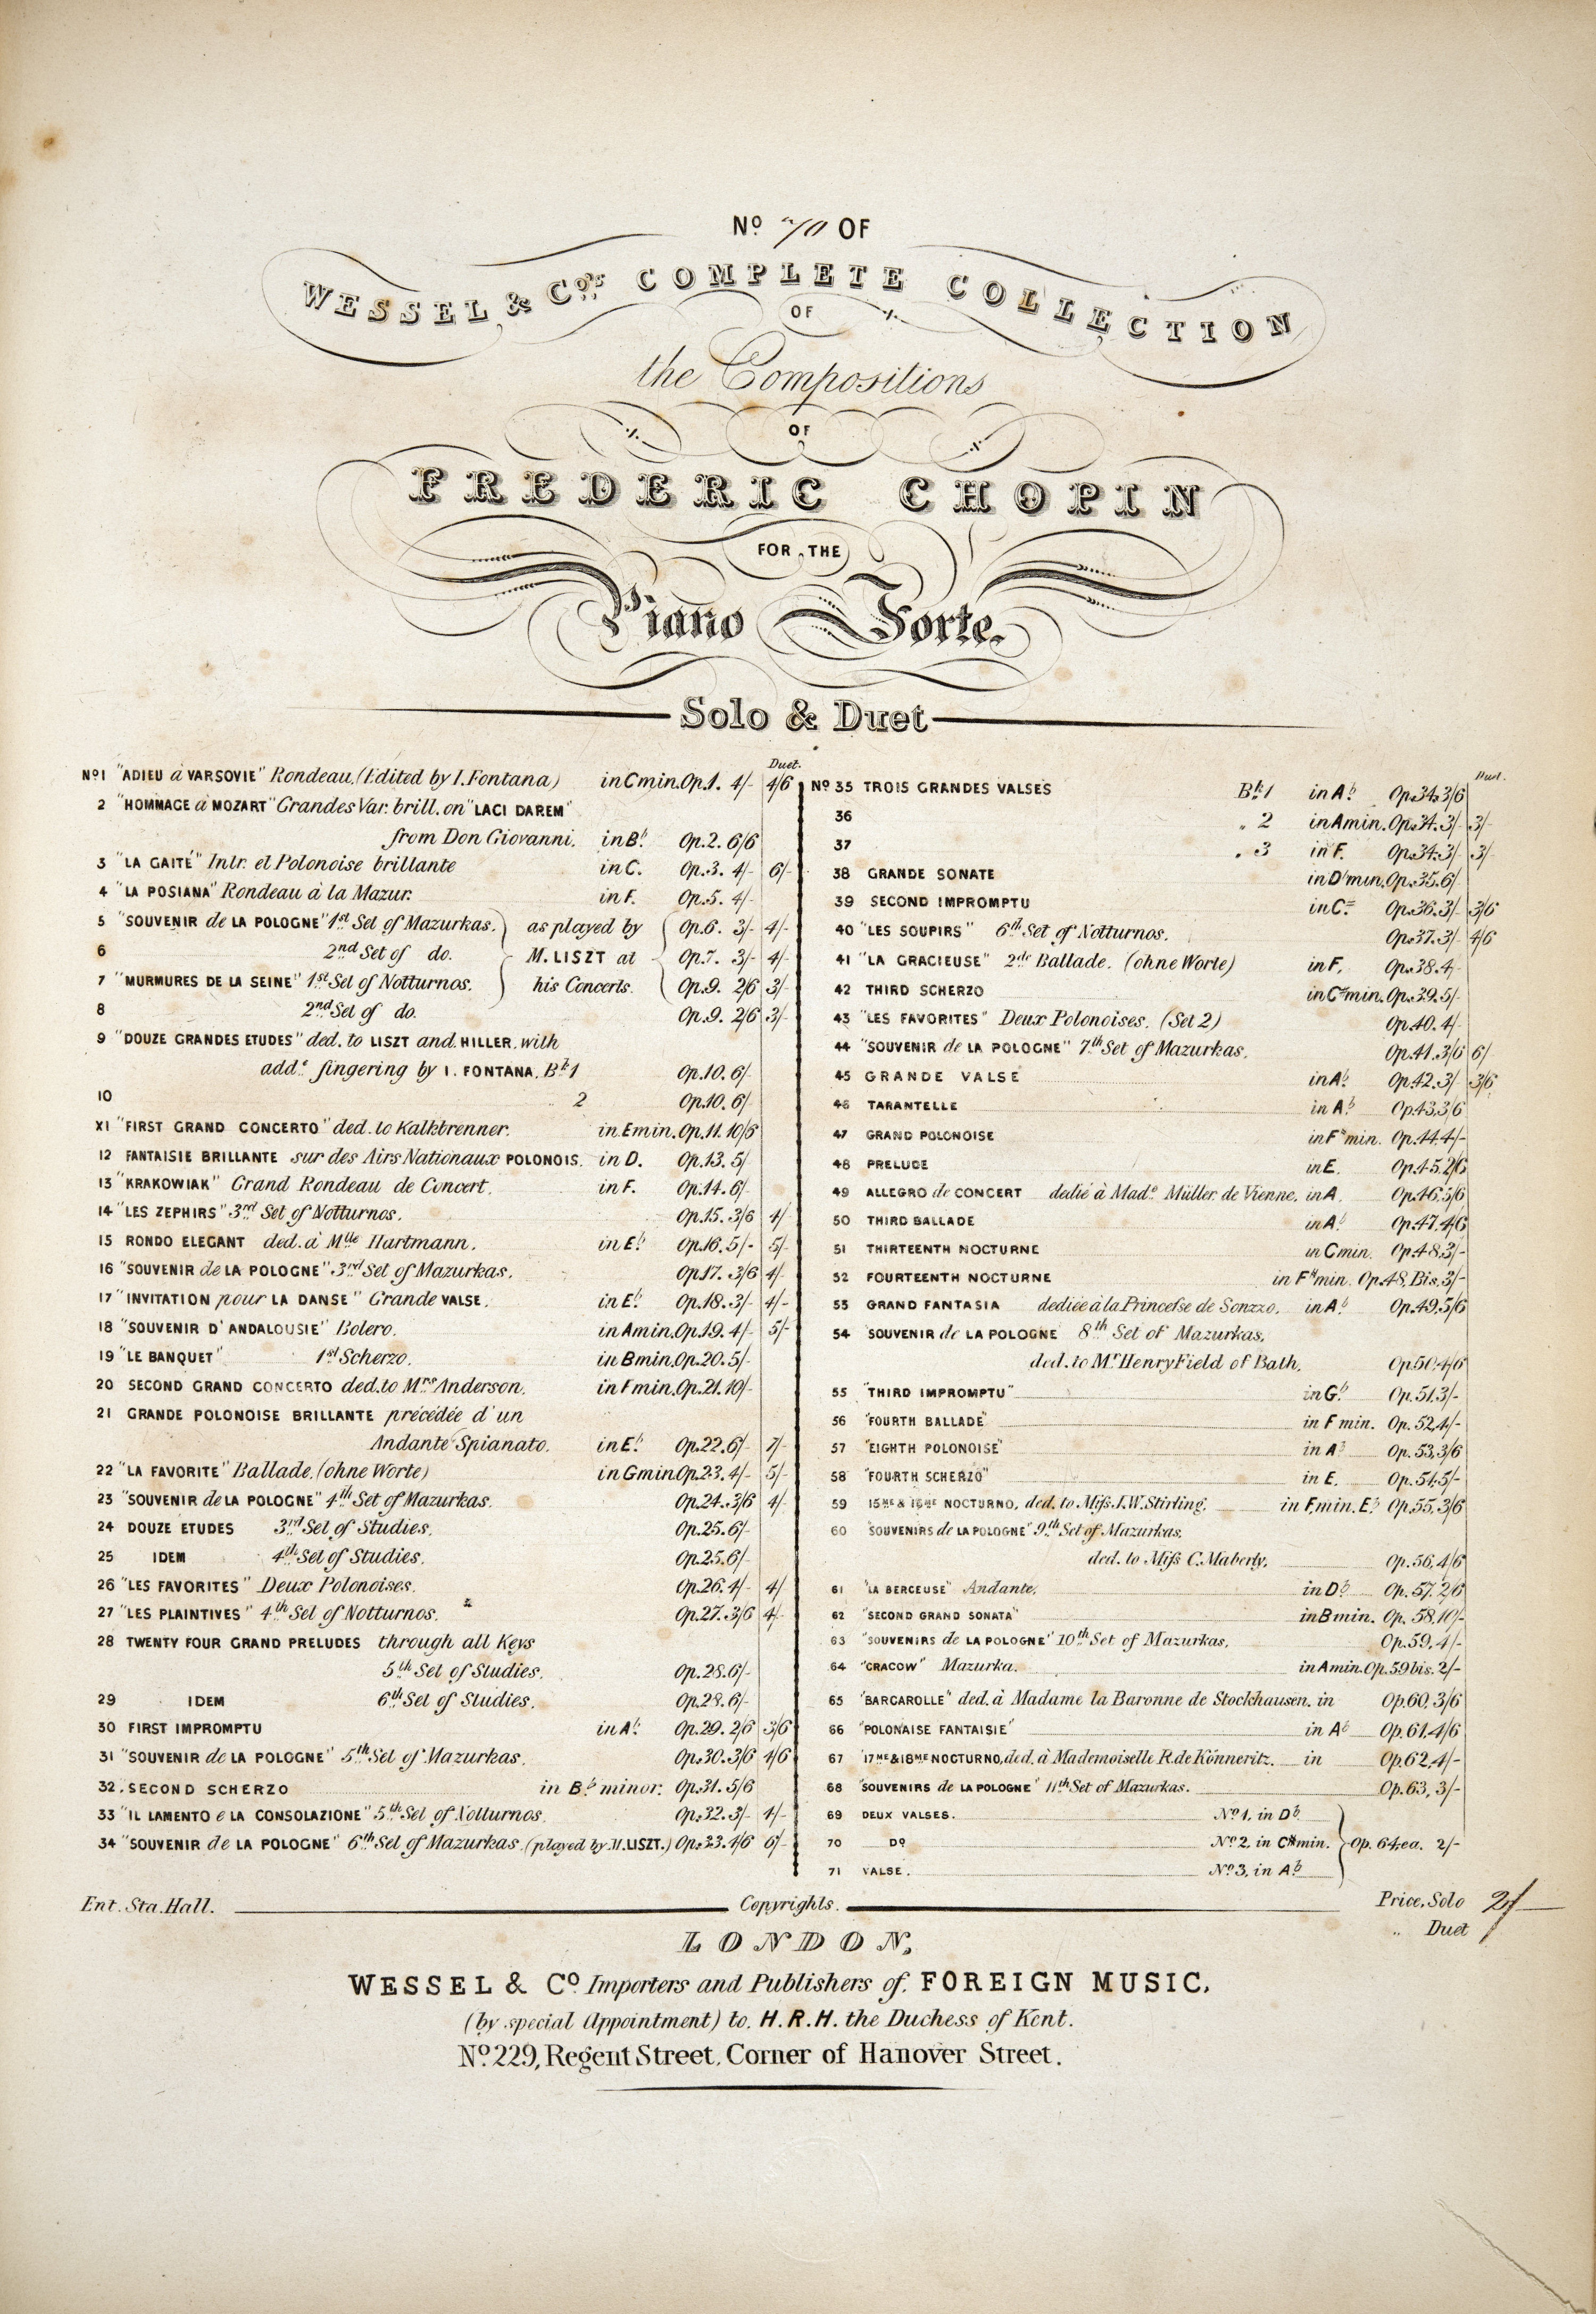 No 70 OF
WESSEL & Cos COMPLETE COLLECTION
OF
the Compositions
OF
FREDERIC CHOPIN
FOR THE
Piano Forte.
Solo & Duet
Duet.
No1 "ADIEU à VARSOVIE" Rondeau. (Edited by I. Fontana) in C min. Op.1. 4/- 4/6
2 "HOMMAGE à MOZART" Grandes Var. brill. on "LACI DAREM"
from Don Giovanni. in B♭ Op.2. 6/6
3 "LA GAITÉ" Intr. et Polonoise brillante in C. Op.3. 4/- 6/-
4 "LA POSIANA" Rondeau à la Mazur. in F. Op.5. 4/-
5 "SOUVENIR de LA POLOGNE" 1st Set of Mazurkas. as played by Op.6. 3/- 4/-
6 2nd Set of do. M. LISZT at Op.7. 3/- 4/-
7 "MURMURES DE LA SEINE" 1st Set of Notturnos. his Concerts. Op.9. 2/6 3/-
8 2nd Set of do. Op.9. 2/6 3/-
9 "DOUZE GRANDES ETUDES" ded. to LISZT and HILLER, with
add.e fingering by I. FONTANA. Bk 1 Op.10. 6/-
10 2 Op.10. 6/-
XI "FIRST GRAND CONCERTO" ded. to Kalkbrenner. in E min. Op.11. 10/6
12 FANTAISIE BRILLANTE sur des Airs Nationaux POLONOIS. in D. Op.13. 5/
13 "KRAKOWIAK" Grand Rondeau de Concert. in F. Op.14. 6/
14 "LES ZEPHIRS" 3rd Set of Notturnos. Op.15. 3/6 4/-
15 RONDO ELEGANT ded. à Mlle Hartmann. in E♭ Op.16. 5/- 5/-
16 "SOUVENIR de LA POLOGNE" 3rd Set of Mazurkas. Op.17. 3/6 4/-
17 "INVITATION pour LA DANSE" Grande VALSE. in E♭ Op.18. 3/- 4/-
18 "SOUVENIR D'ANDALOUSIE" Bolero. in A min. Op.19. 4/- 5/-
19 "LE BANQUET" 1st Scherzo. in B min. Op.20. 5/-
20 SECOND GRAND CONCERTO ded. to Mrs Anderson. in F min. Op.21. 10/-
21 GRANDE POLONOISE BRILLANTE précédée d'un
Andante Spianato. in E♭ Op.22. 6/- 7/-
22 "LA FAVORITE" Ballade. (ohne Worte) in G min Op.23. 4/- 5/-
23 "SOUVENIR de LA POLOGNE" 4th Set of Mazurkas. Op.24. 3/6 4/-
24 DOUZE ETUDES 3rd Set of Studies. Op.25. 6/-
25 IDEM 4th Set of Studies. Op.25. 6/-
26 "LES FAVORITES" Deux Polonoises. Op.26. 4/- 4/
27 "LES PLAINTIVES" 4th Set of Notturnos. Op.27. 3/6 4/-
28 TWENTY FOUR GRAND PRELUDES through all Keys
5th Set of Studies. Op.28. 6/-
29 IDEM 6th Set of Studies. Op.28. 6/-
30 FIRST IMPROMPTU in A♭ Op.29. 2/6 3/6
31 "SOUVENIR de LA POLOGNE" 5th Set of Mazurkas. Op.30. 3/6 4/6
32. SECOND SCHERZO in B♭ minor. Op.31. 5/6
33 "IL LAMENTO e LA CONSOLAZIONE" 5th Set of Notturnos. Op.32. 3/- 4/-
34 "SOUVENIR de LA POLOGNE" 6th Set of Mazurkas. (played by M. LISZT.) Op.33. 4/6 6/-
Duet.
No 35 TROIS GRANDES VALSES Bk 1 in A♭ Op.34. 3/6
36 " 2 in A min. Op.34. 3/- 3/-
37 " 3 in F. Op.34. 3/- 3/-
38 GRANDE SONATE in D♭ min. Op.35. 6/-
39 SECOND IMPROMPTU in C♯ Op.36. 3/- 3/6
40 "LES SOUPIRS" 6th Set of Notturnos. Op.37. 3/- 4/6
41 "LA GRACIEUSE" 2de Ballade. (ohne Worte) in F. Op.38. 4/-
42 THIRD SCHERZO in C♯ min. Op.39. 5/-
43 "LES FAVORITES" Deux Polonoises. (Set 2) Op.40. 4/-
44 "SOUVENIR de LA POLOGNE" 7th Set of Mazurkas. Op.41. 3/6 6/
45 GRANDE VALSE in A♭ Op.42. 3/ 3/6
46 TARANTELLE in A♭ Op.43. 3/6
47 GRAND POLONOISE in F♯ min. Op.44. 4/-
48 PRELUDE in E. Op.45. 2/6
49 ALLEGRO de CONCERT dedié à Made Müller de Vienne. in A. Op.46. 5/6
50 THIRD BALLADE in A♭ Op.47. 4/6
51 THIRTEENTH NOCTURNE in C min. Op.48. 3/-
52 FOURTEENTH NOCTURNE in F♯ min. Op.48. Bis. 3/-
53 GRAND FANTASIA dediée à la Princesse de Sonzzo. in A♭ Op.49. 5/6
54 SOUVENIR de LA POLOGNE 8th Set of Mazurkas,
ded. to Mr Henry Field of Bath. Op.50. 4/6
55 "THIRD IMPROMPTU" in G♭ Op.51. 3/-
56 "FOURTH BALLADE" in F min. Op.52. 4/-
57 "EIGHTH POLONOISE" in A♭ Op.53. 3/6
58 "FOURTH SCHERZO" in E. Op.54. 5/-
59 15ME & 16ME NOCTURNO, ded. to Miss J.W. Stirling. in F. min. E♭ Op.55. 3/6
60 "SOUVENIRS de LA POLOGNE" 9th Set of Mazurkas,
ded. to Miss C. Maberly. Op.56. 4/6
61 "LA BERCEUSE" Andante. in D♭ Op.57. 2/6
62 "SECOND GRAND SONATA" in B min. Op.58. 10/-
63 "SOUVENIRS de LA POLOGNE" 10th Set of Mazurkas. Op.59. 4/-
64 "CRACOW" Mazurka. in A min. Op.59 bis. 2/-
65 "BARCAROLLE" ded. à Madame la Baronne de Stockhausen. in Op.60. 3/6
66 "POLONAISE FANTAISIE" in A♭ Op.61. 4/6
67 17ME & 18ME NOCTURNO, ded. à Mademoiselle R. de Könneritz. in Op.62. 4/-
68 "SOUVENIRS de LA POLOGNE" 11th Set of Mazurkas. Op.63. 3/-
69 DEUX VALSES. No 1, in D♭
70 Do No 2, in C♯ min. Op. 64. ea. 2/-
71 VALSE. No 3, in A♭
Ent. Sta. Hall. Copyrights. Price. Solo 2/-
" Duet
LONDON,
WESSEL & Co Importers and Publishers of FOREIGN MUSIC,
(by special Appointment) to H.R.H. the Duchess of Kent.
No 229, Regent Street, Corner of Hanover Street.